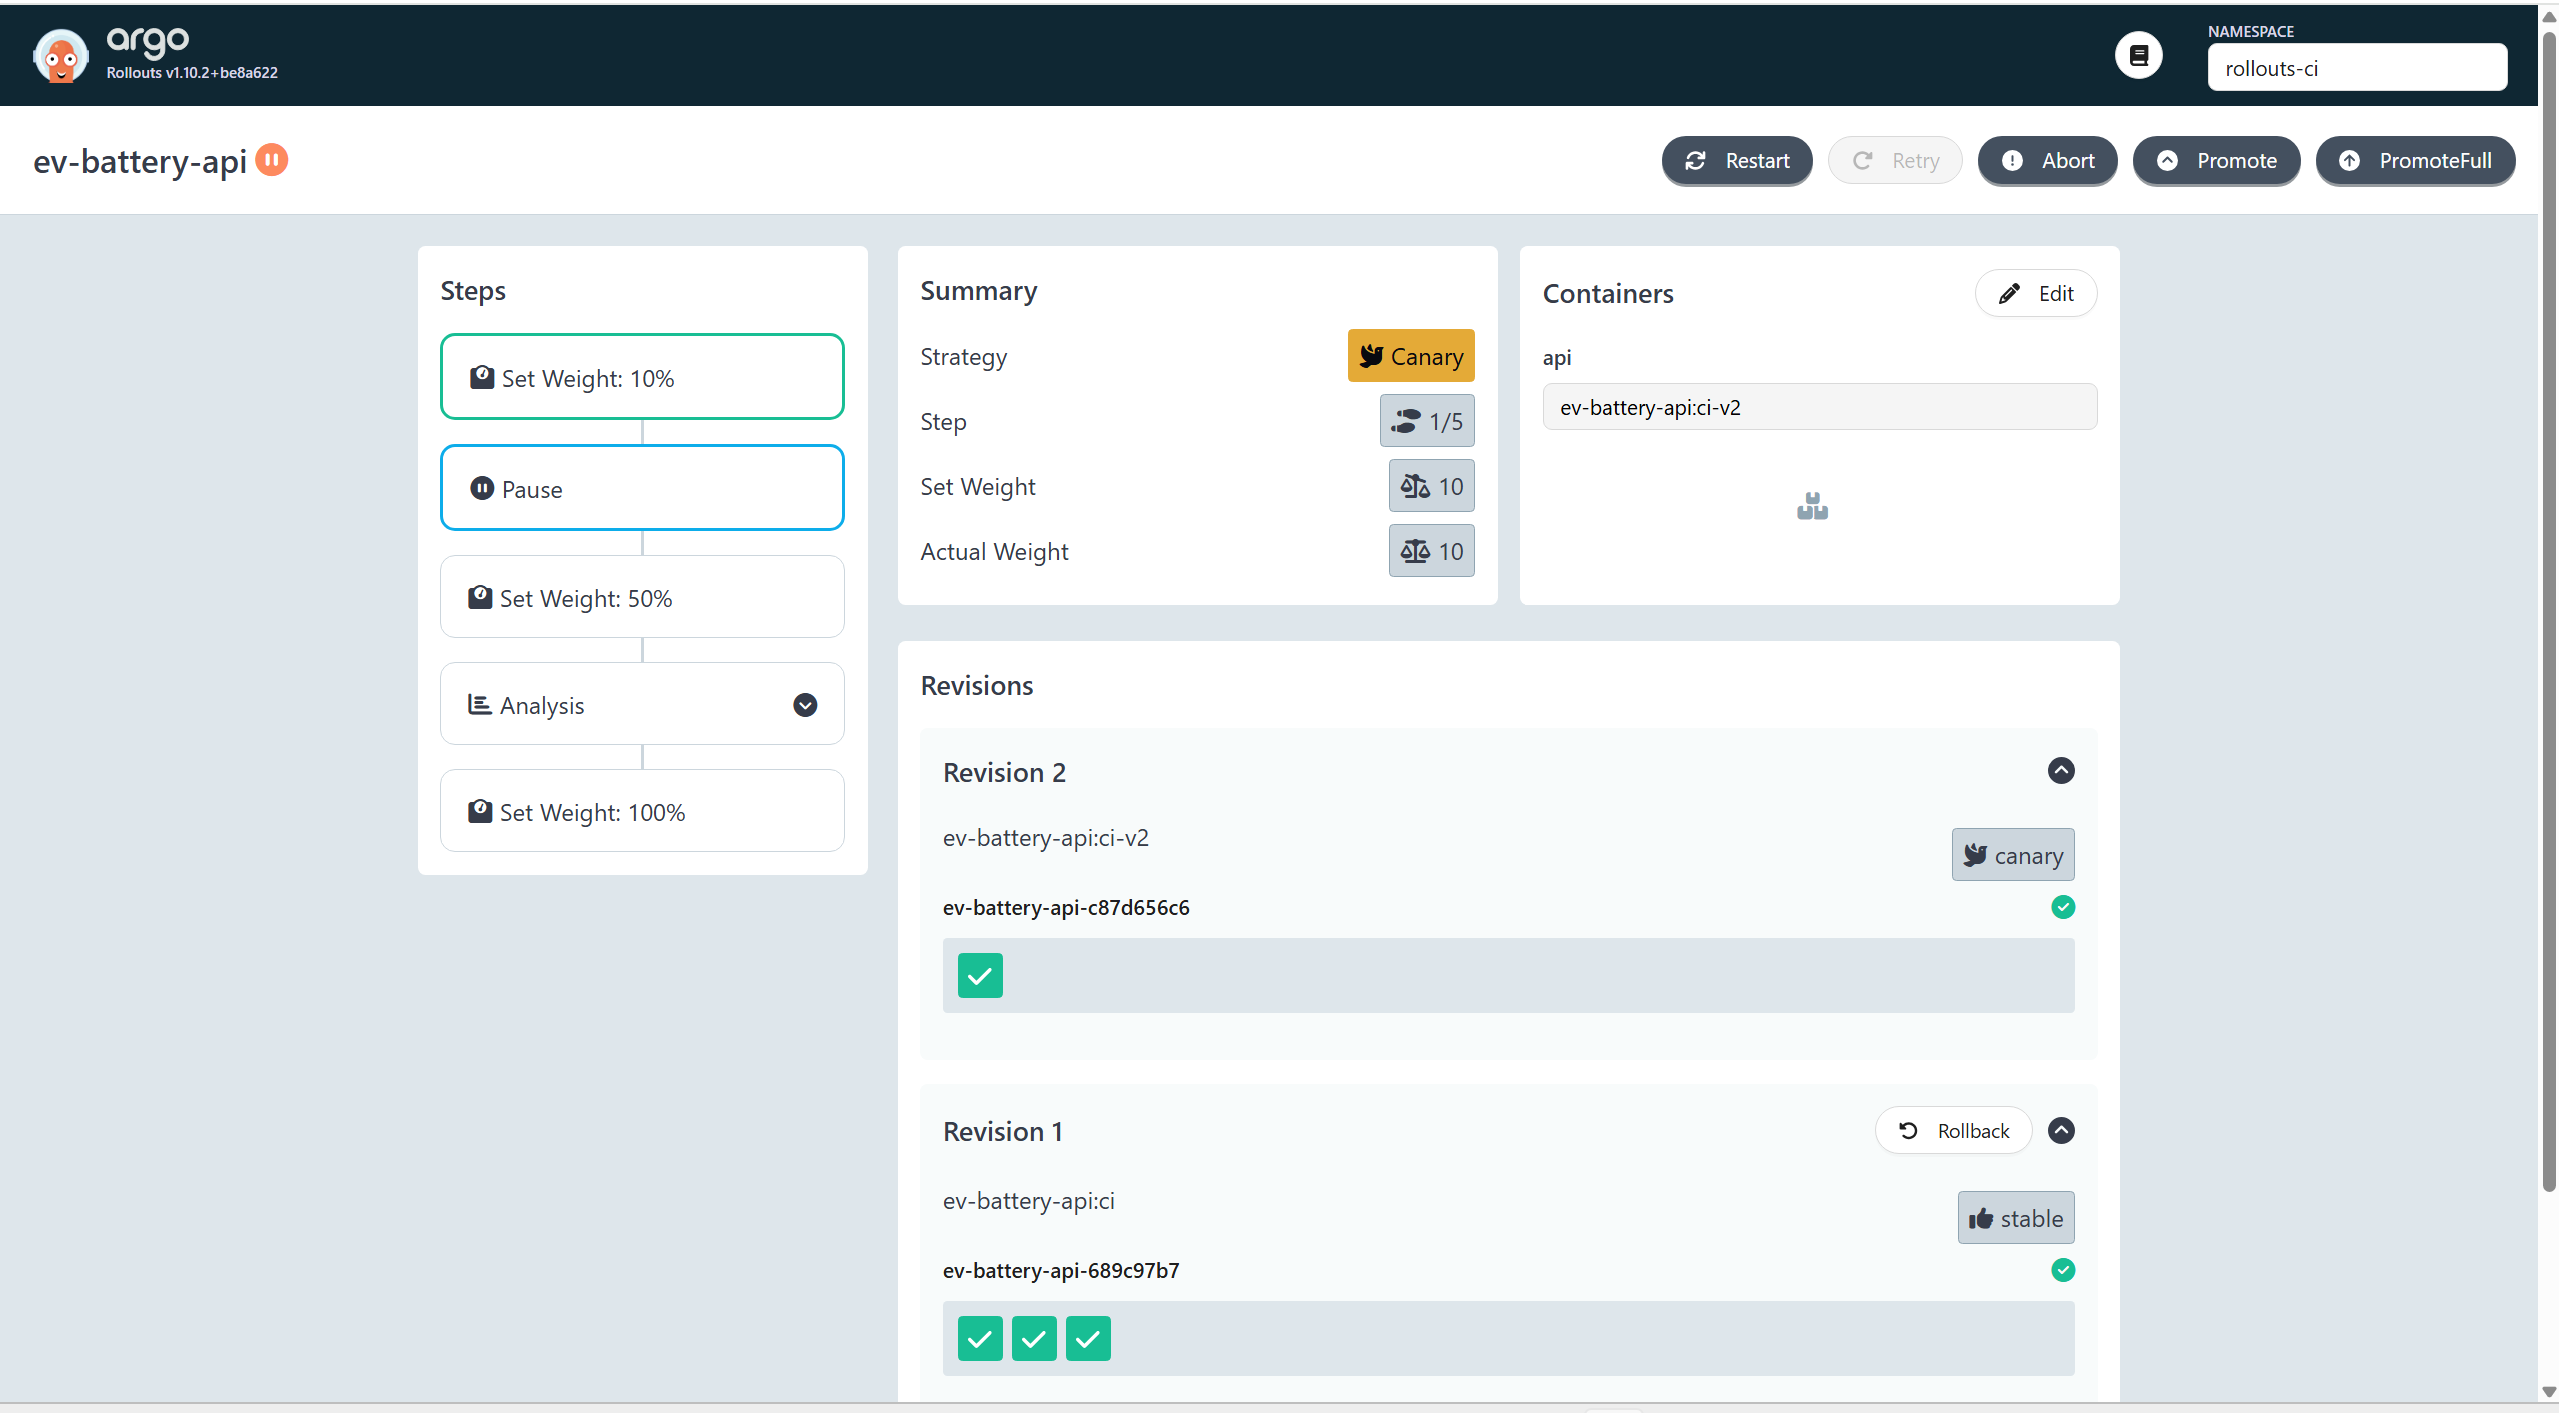 argo
Rollouts v1.10.2+be8a622
NAMESPACE
rollouts-ci
ev-battery-api
Restart
Retry
Abort
Promote
PromoteFull
Steps
Set Weight: 10%
Pause
Set Weight: 50%
Analysis
Set Weight: 100%
Summary
Strategy
Canary
Step
1/5
Set Weight
10
Actual Weight
10
Containers
Edit
api
ev-battery-api:ci-v2
Revisions
Revision 2
ev-battery-api:ci-v2
canary
ev-battery-api-c87d656c6
Revision 1
Rollback
ev-battery-api:ci
stable
ev-battery-api-689c97b7